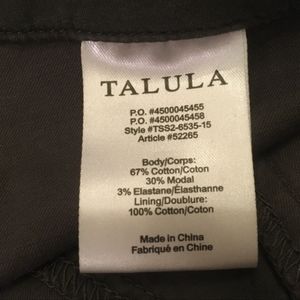 TALULA
P.O. #4500045455
P.O. #4500045458
Style #TSS2-6535-15
Article #52265
Body/Corps:
67% Cotton/Coton
30% Modal
3% Elastane/Élasthanne
Lining/Doublure:
100% Cotton/Coton
Made in China
Fabriqué en Chine